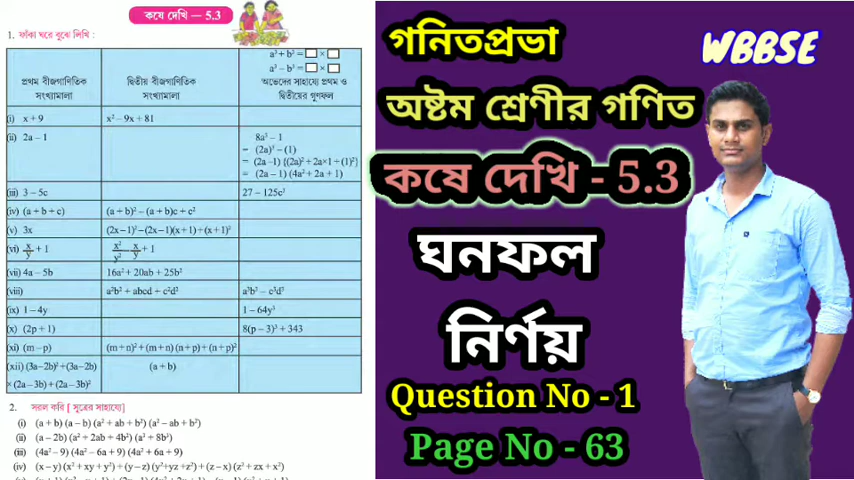 কষে দেখি — 5.3
1. ফাঁকা ঘরে বুঝে লিখি :
প্রথম বীজগাণিতিক সংখ্যামালা
দ্বিতীয় বীজগাণিতিক সংখ্যামালা
a³ + b³ = □ × □
a³ − b³ = □ × □
অভেদের সাহায্যে প্রথম ও দ্বিতীয়ের গুণফল
(i) x + 9 x² − 9x + 81
(ii) 2a − 1 8a³ − 1
= (2a)³ − (1)
= (2a −1) {(2a)² + 2a×1 + (1)²}
= (2a − 1) (4a² + 2a + 1)
(iii) 3 − 5c 27 − 125c³
(iv) (a + b + c) (a + b)² − (a + b)c + c²
(v) 3x (2x−1)² − (2x−1)(x+1) + (x+1)²
(vi) x/y + 1 x²/y² − x/y + 1
(vii) 4a − 5b 16a² + 20ab + 25b²
(viii) a²b² + abcd + c²d² a³b³ − c³d³
(ix) 1 − 4y 1 − 64y³
(x) (2p + 1) 8(p − 3)³ + 343
(xi) (m − p) (m + n)² + (m + n) (n + p) + (n + p)²
(xii) (3a−2b)² + (3a−2b) (a + b)
× (2a−3b) + (2a−3b)²
2. সরল করি [ সূত্রের সাহায্যে]
(i) (a + b) (a − b) (a² + ab + b²) (a² − ab + b²)
(ii) (a − 2b) (a² + 2ab + 4b²) (a³ + 8b³)
(iii) (4a² − 9) (4a² − 6a + 9) (4a² + 6a + 9)
(iv) (x − y) (x² + xy + y²) + (y − z) (y² + yz + z²) + (z − x) (z² + zx + x²)
গনিতপ্রভা
WBBSE
অষ্টম শ্রেণীর গণিত
কষে দেখি - 5.3
ঘনফল
নির্ণয়
Question No - 1
Page No - 63